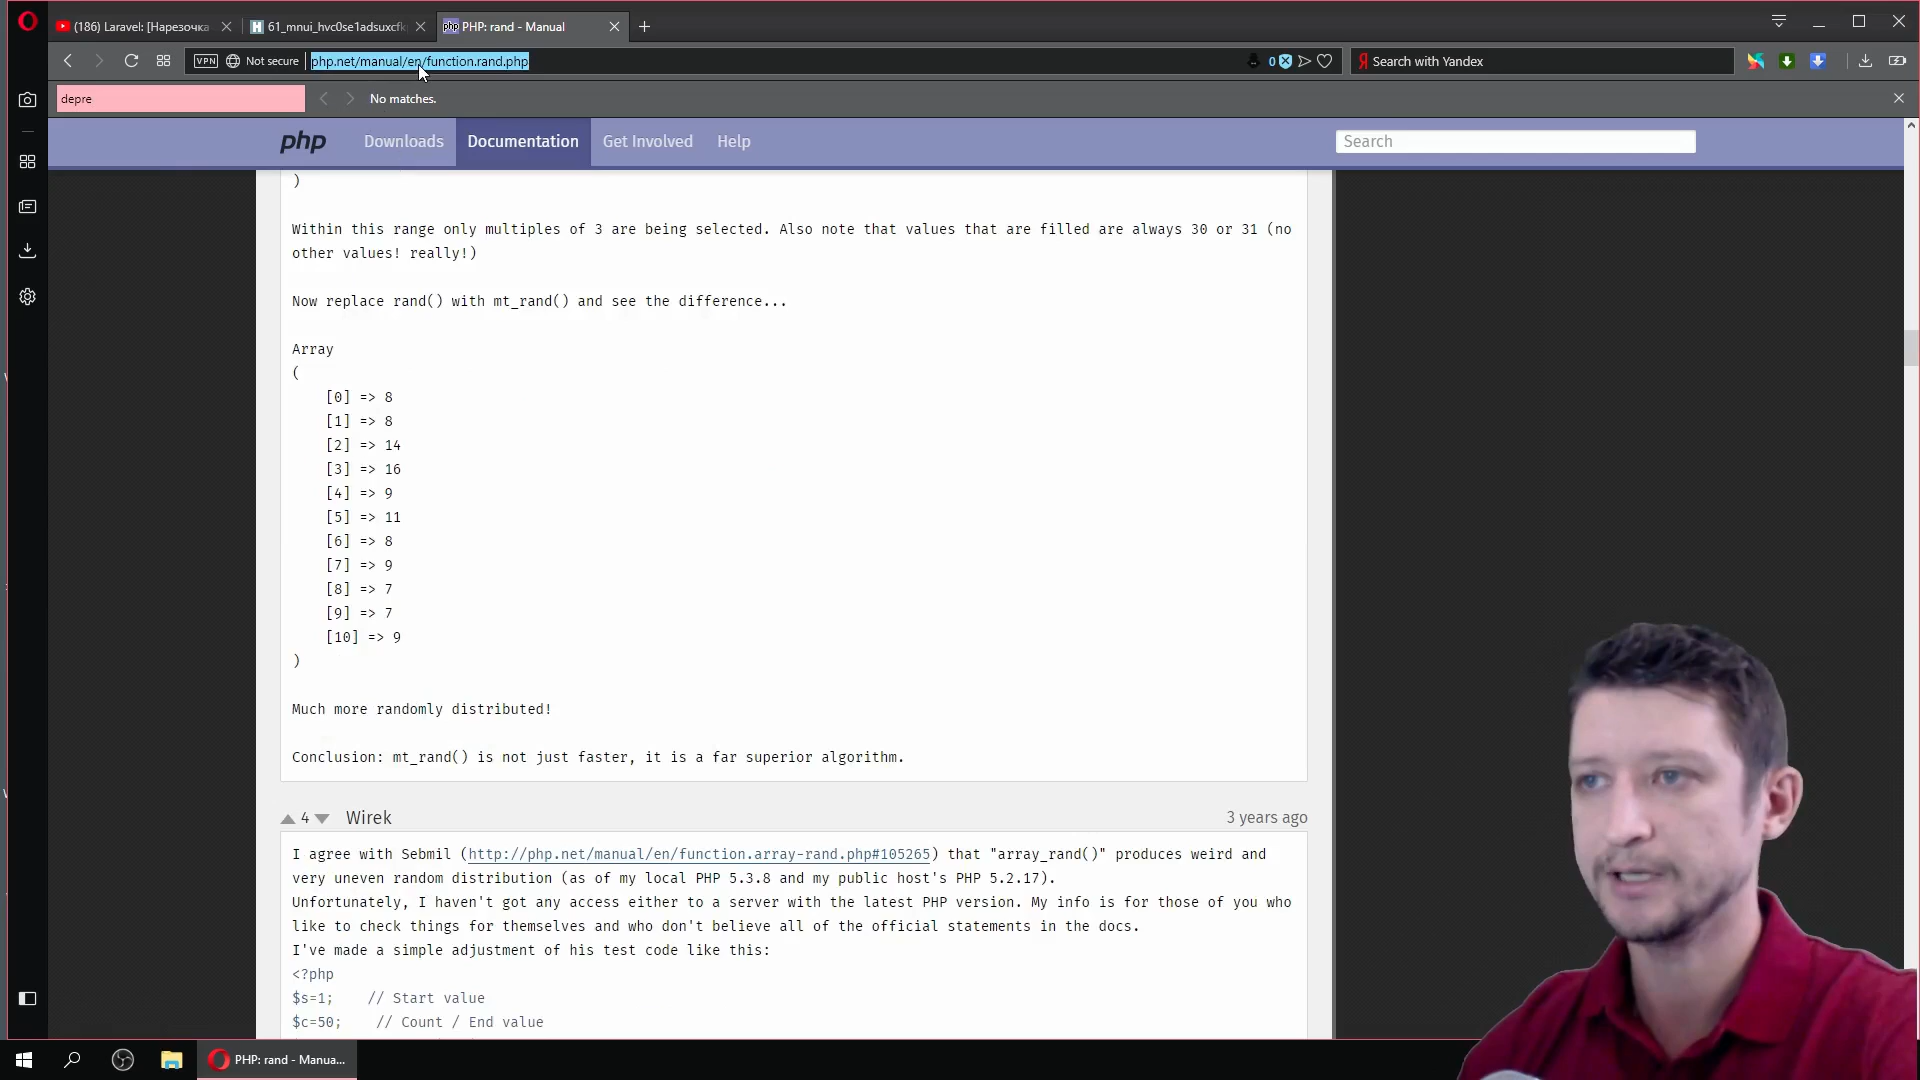 (186) Laravel: [Нарезочка
61_mnui_hvc0se1adsuxcfk
php PHP: rand - Manual
VPN Not secure php.net/manual/en/function.rand.php
0
Search with Yandex
depre
No matches.
php
Downloads
Documentation
Get Involved
Help
Search
)
Within this range only multiples of 3 are being selected. Also note that values that are filled are always 30 or 31 (no
other values! really!)
Now replace rand() with mt_rand() and see the difference...
Array
(
[0] => 8
[1] => 8
[2] => 14
[3] => 16
[4] => 9
[5] => 11
[6] => 8
[7] => 9
[8] => 7
[9] => 7
[10] => 9
)
Much more randomly distributed!
Conclusion: mt_rand() is not just faster, it is a far superior algorithm.
4 Wirek
3 years ago
I agree with Sebmil (http://php.net/manual/en/function.array-rand.php#105265) that "array_rand()" produces weird and
very uneven random distribution (as of my local PHP 5.3.8 and my public host's PHP 5.2.17).
Unfortunately, I haven't got any access either to a server with the latest PHP version. My info is for those of you who
like to check things for themselves and who don't believe all of the official statements in the docs.
I've made a simple adjustment of his test code like this:
<?php
$s=1; // Start value
$c=50; // Count / End value
PHP: rand - Manua...